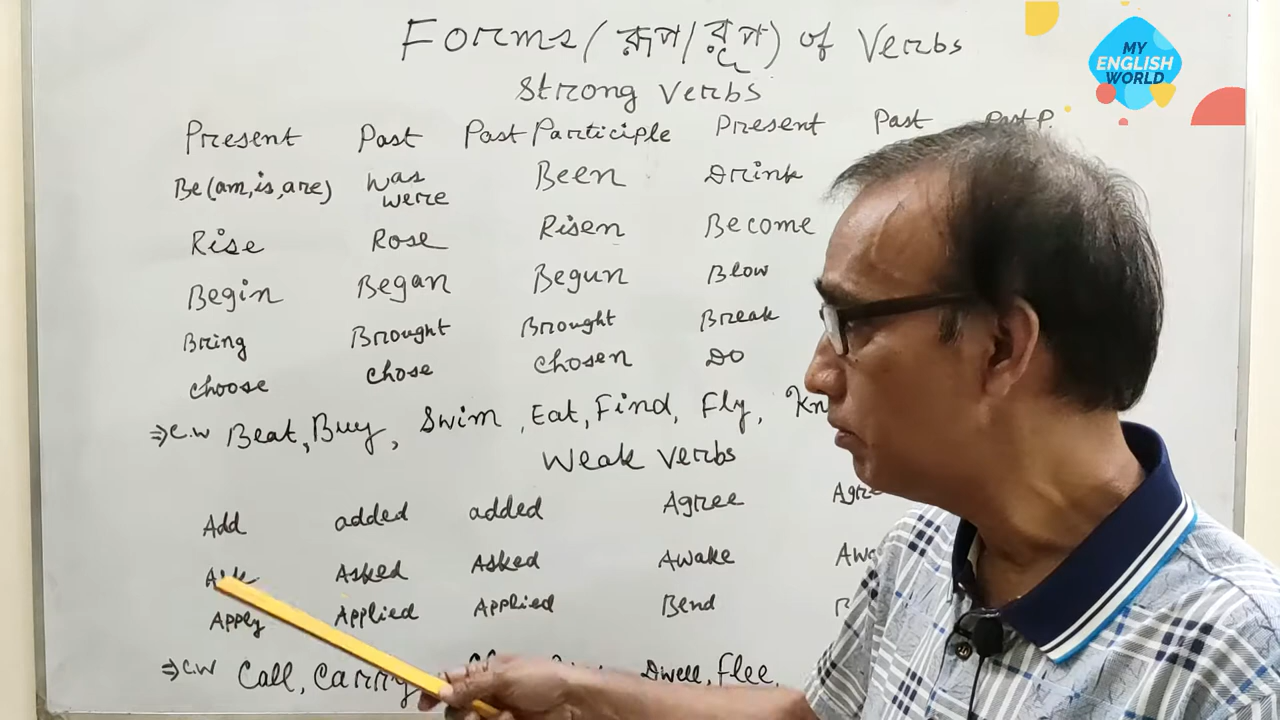 Forms (রূপ/রূপ) of Verbs
MY
ENGLISH
WORLD
Strong Verbs
Present Past Past Participle Present Past Past P.
Be (am, is, are) was were Been Drink
Rise Rose Risen Become
Begin Began Begun Blow
Bring Brought Brought Break
Choose Chose Chosen Do
⇒ C.W Beat, Buy, Swim, Eat, Find, Fly,
Weak Verbs
Add added added Agree
Ask Asked Asked Awake
Apply Applied Applied Bend
⇒ C.W Call, Carry Dwell, Flee,